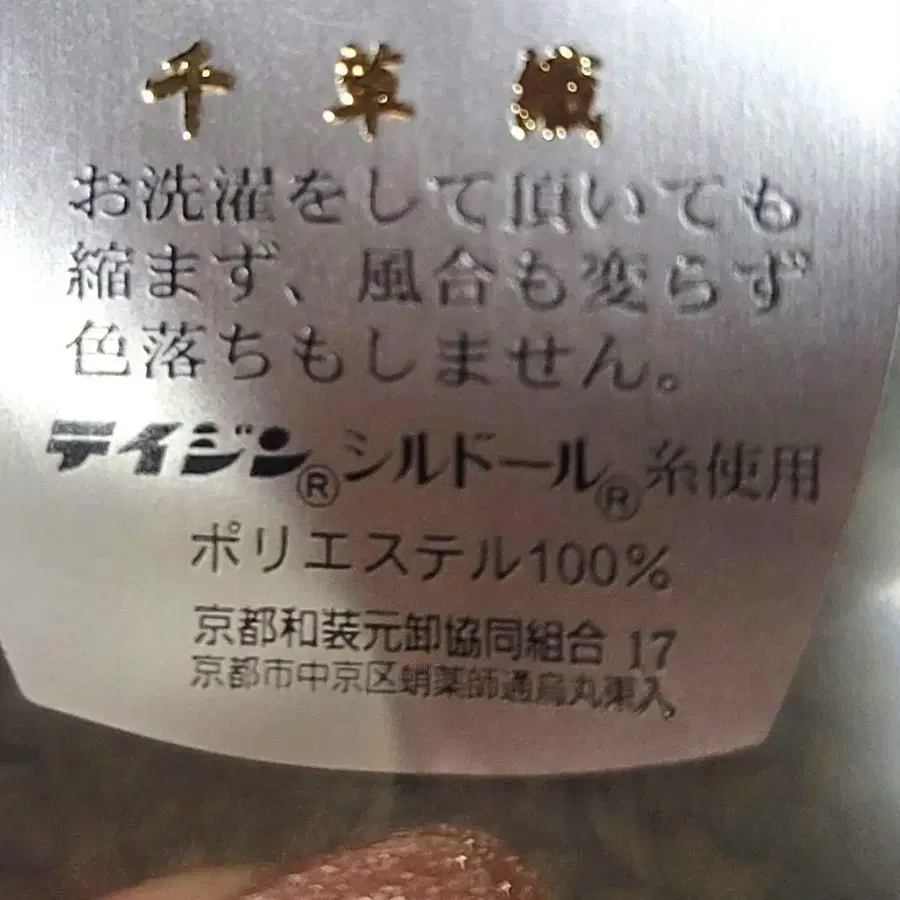 千草織
お洗濯をして頂いても
縮まず、風合も変らず
色落ちもしません。
テイジン®シルドール®糸使用
ポリエステル100%
京都和装元卸協同組合 17
京都市中京区蛸薬師通烏丸東入